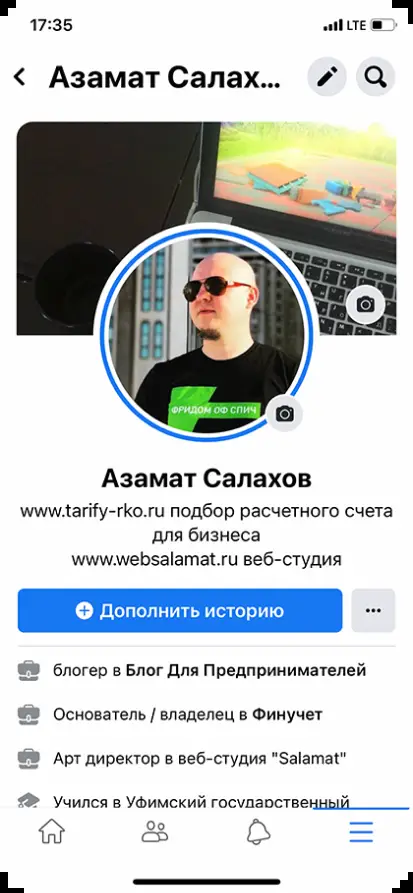 17:35
LTE
Азамат Салах...
ФРИДОМ ОФ СПИЧ
Азамат Салахов
www.tarify-rko.ru подбор расчетного счета
для бизнеса
www.websalamat.ru веб-студия
Дополнить историю
блогер в Блог Для Предпринимателей
Основатель / владелец в Финучет
Арт директор в веб-студия "Salamat"
Учился в Уфимский государственный